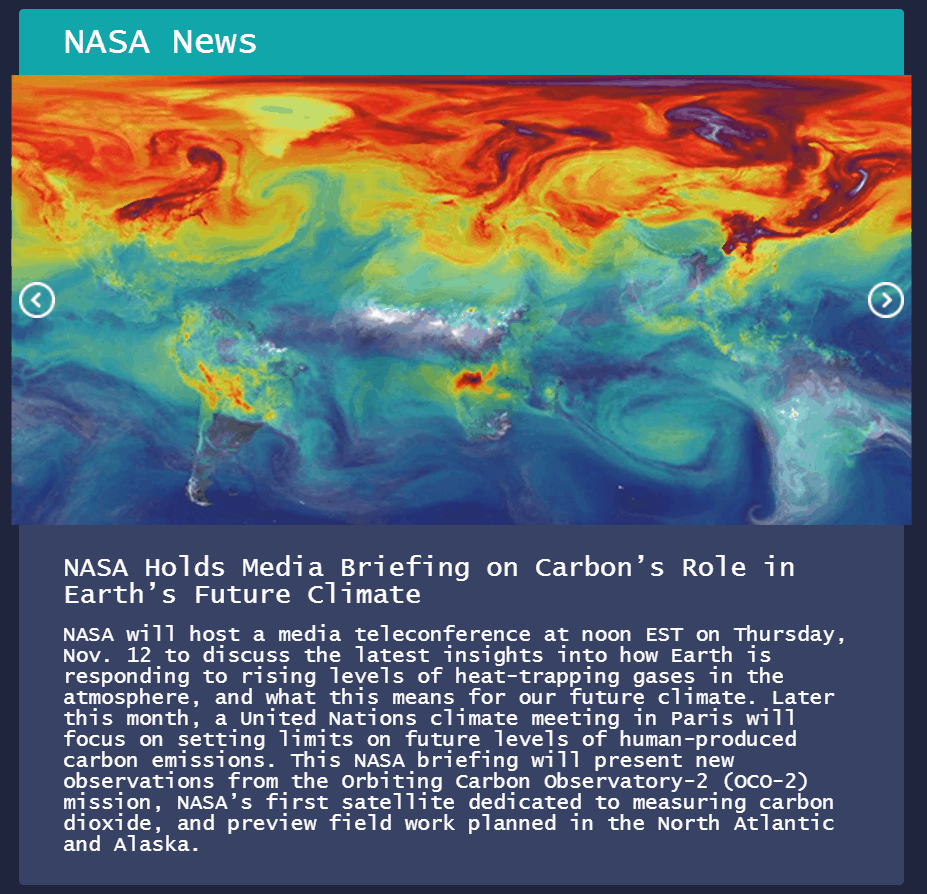 NASA News
NASA Holds Media Briefing on Carbon’s Role in
Earth’s Future Climate
NASA will host a media teleconference at noon EST on Thursday,
Nov. 12 to discuss the latest insights into how Earth is
responding to rising levels of heat-trapping gases in the
atmosphere, and what this means for our future climate. Later
this month, a United Nations climate meeting in Paris will
focus on setting limits on future levels of human-produced
carbon emissions. This NASA briefing will present new
observations from the Orbiting Carbon Observatory-2 (OCO-2)
mission, NASA’s first satellite dedicated to measuring carbon
dioxide, and preview field work planned in the North Atlantic
and Alaska.